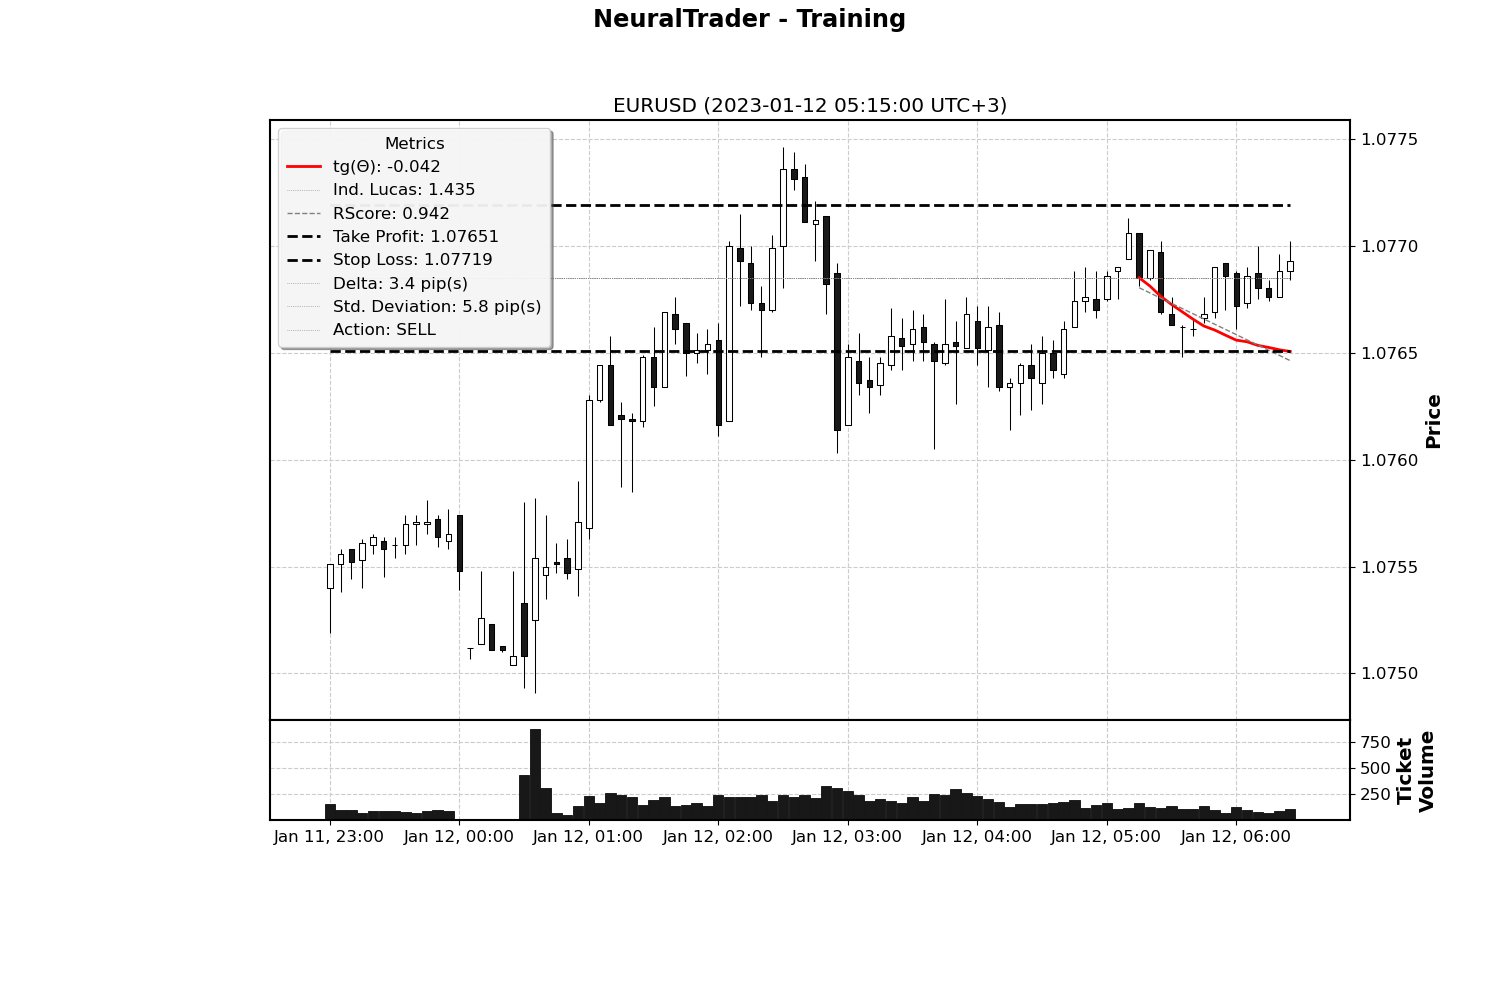 NeuralTrader - Training
EURUSD (2023-01-12 05:15:00 UTC+3)
Metrics
tg(Θ): -0.042
Ind. Lucas: 1.435
RScore: 0.942
Take Profit: 1.07651
Stop Loss: 1.07719
Delta: 3.4 pip(s)
Std. Deviation: 5.8 pip(s)
Action: SELL
1.0775
1.0770
1.0765
1.0760
1.0755
1.0750
Price
750
500
250
Ticket
Volume
Jan 11, 23:00
Jan 12, 00:00
Jan 12, 01:00
Jan 12, 02:00
Jan 12, 03:00
Jan 12, 04:00
Jan 12, 05:00
Jan 12, 06:00